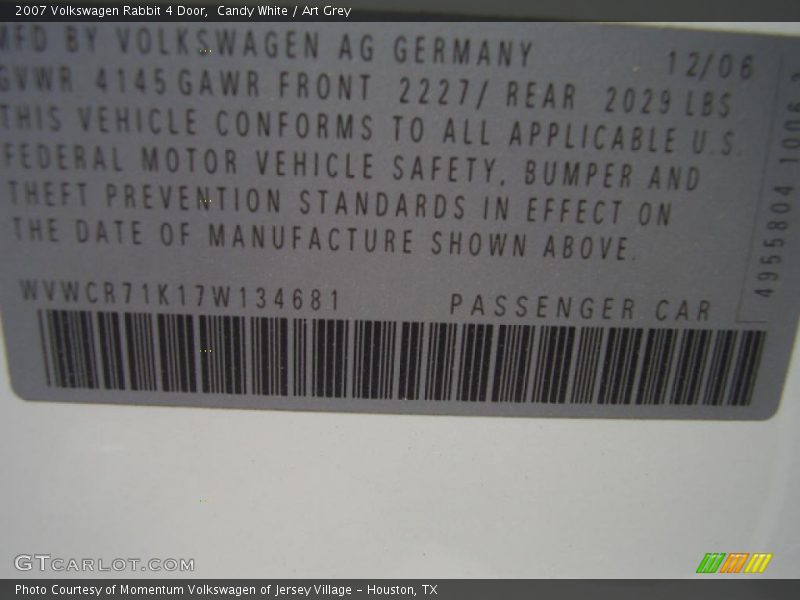 2007 Volkswagen Rabbit 4 Door, Candy White / Art Grey
MFD BY VOLKSWAGEN AG GERMANY 12/06
GVWR 4145 GAWR FRONT 2227/ REAR 2029 LBS
THIS VEHICLE CONFORMS TO ALL APPLICABLE U.S.
FEDERAL MOTOR VEHICLE SAFETY, BUMPER AND
THEFT PREVENTION STANDARDS IN EFFECT ON
THE DATE OF MANUFACTURE SHOWN ABOVE.
WVWCR71K17W134681 PASSENGER CAR
4955804 1006
GTCARLOT.COM
Photo Courtesy of Momentum Volkswagen of Jersey Village - Houston, TX